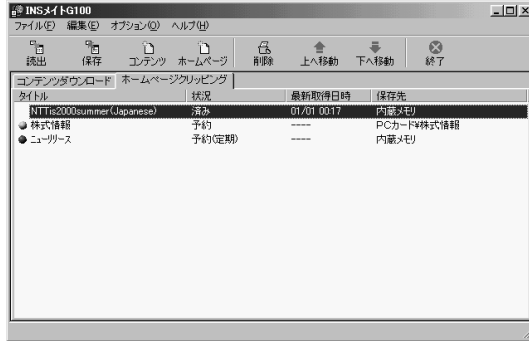 INSメイトG100
ファイル(F) 編集(E) オプション(O) ヘルプ(H)
読出 保存 コンテンツ ホームページ 削除 上へ移動 下へ移動 終了
コンテンツダウンロード ホームページクリッピング
タイトル 状況 最新取得日時 保存先
NTTis2000summer(Japanese) 済み 01/01 00:17 内蔵メモリ
株式情報 予約 ---- PCカード¥株式情報
ニューリリース 予約(定期) ---- 内蔵メモリ